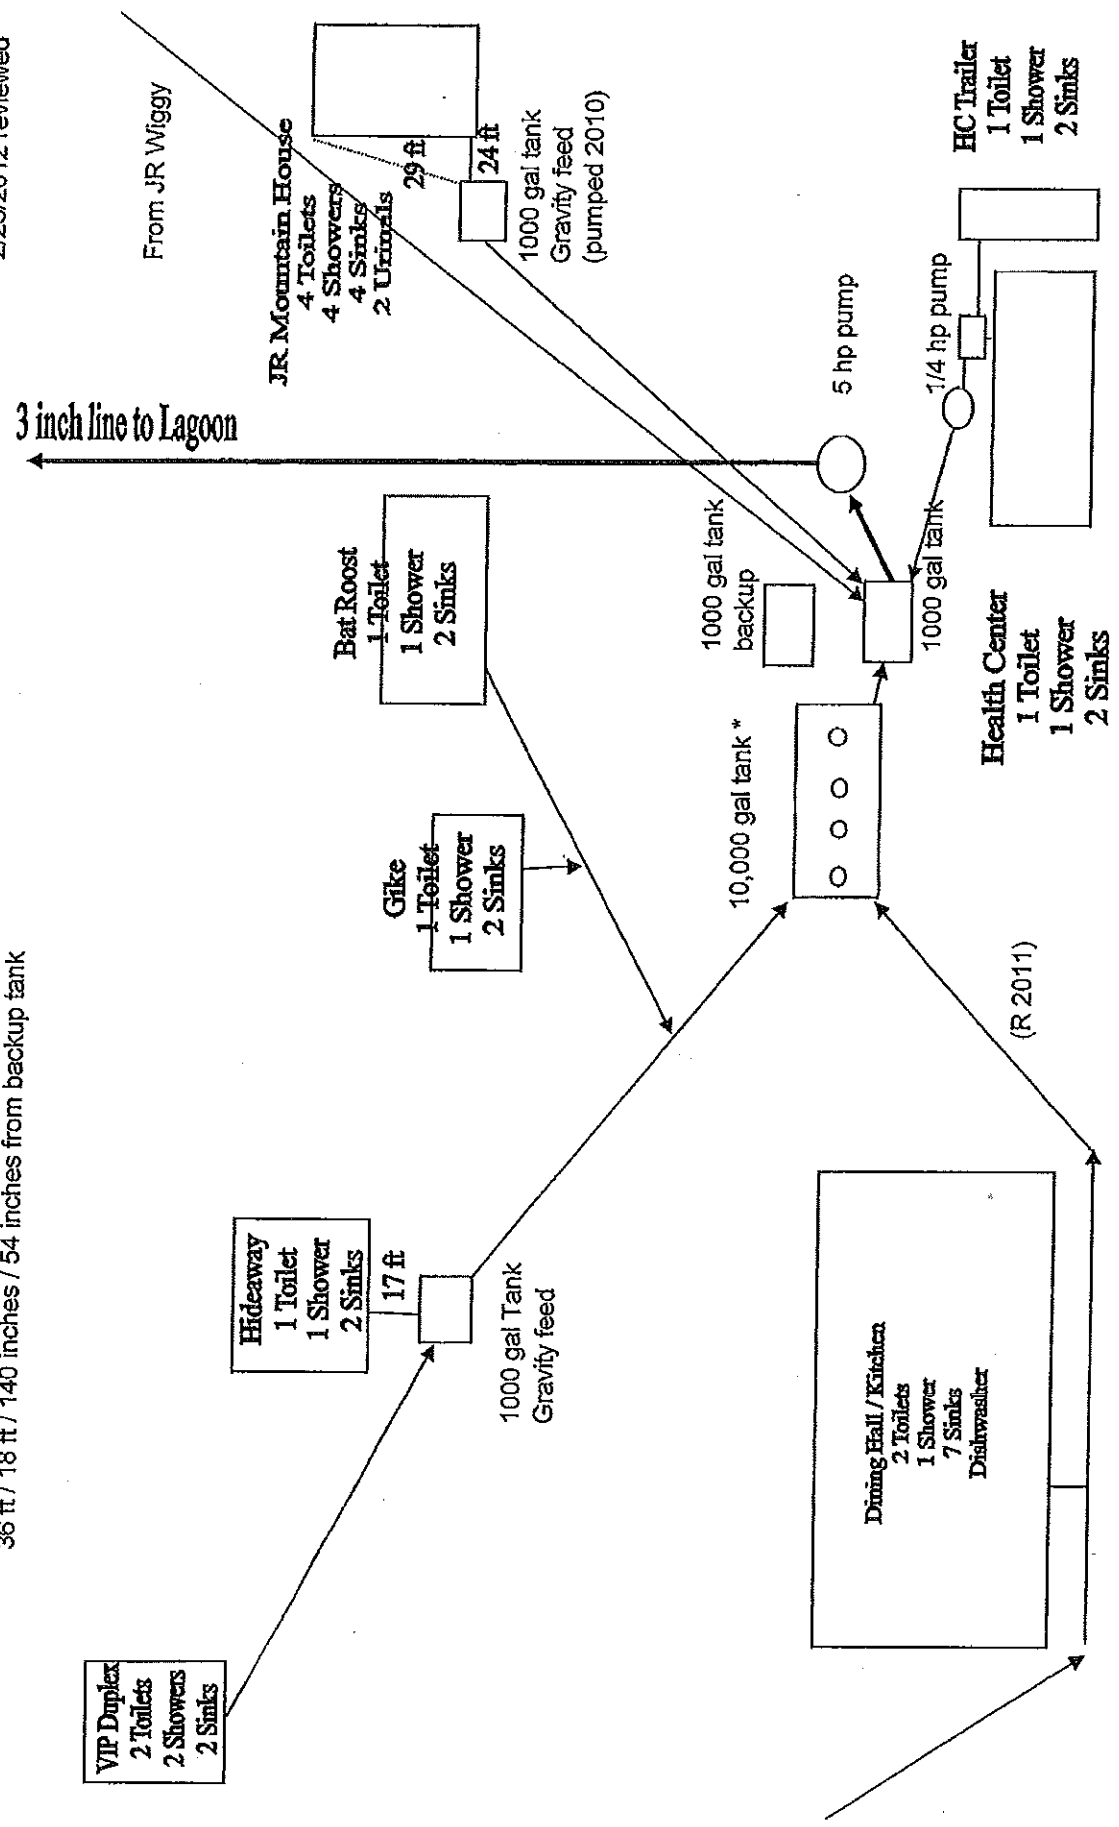 36 ft / 18 ft / 140 inches / 54 inches from backup tank
2/23/2012 reviewed
3 inch line to Lagoon
From JR Wiggy
VIP Duplex
2 Toilets
2 Showers
2 Sinks
Hideaway
1 Toilet
1 Shower
2 Sinks
17 ft
1000 gal Tank
Gravity feed
Bat Roost
1 Toilet
1 Shower
2 Sinks
Gike
1 Toilet
1 Shower
2 Sinks
JR Mountain House
4 Toilets
4 Showers
4 Sinks
2 Urinals
29 ft
24 ft
1000 gal tank
Gravity feed
(pumped 2010)
10,000 gal tank *
1000 gal tank
backup
5 hp pump
1000 gal tank
1/4 hp pump
Dining Hall / Kitchen
2 Toilets
1 Shower
7 Sinks
Dishwasher
(R 2011)
Health Center
1 Toilet
1 Shower
2 Sinks
HC Trailer
1 Toilet
1 Shower
2 Sinks